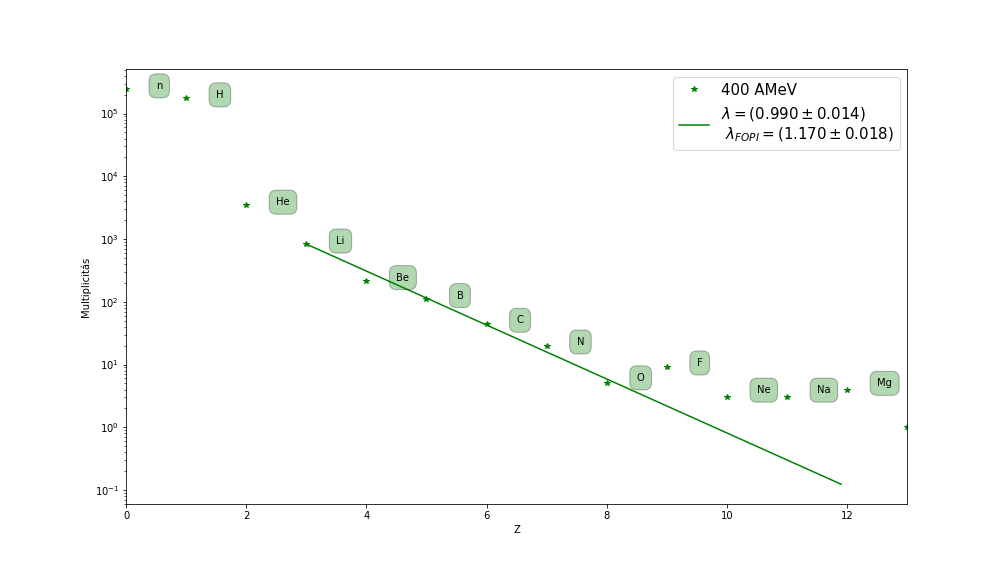 400 AMeV
λ = (0.990 ± 0.014)
λ_{FOPI} = (1.170 ± 0.018)
n
H
He
Li
Be
B
C
N
O
F
Ne
Na
Mg
10^5
10^4
10^3
10^2
10^1
10^0
10^{-1}
Multiplicitás
0 2 4 6 8 10 12
Z